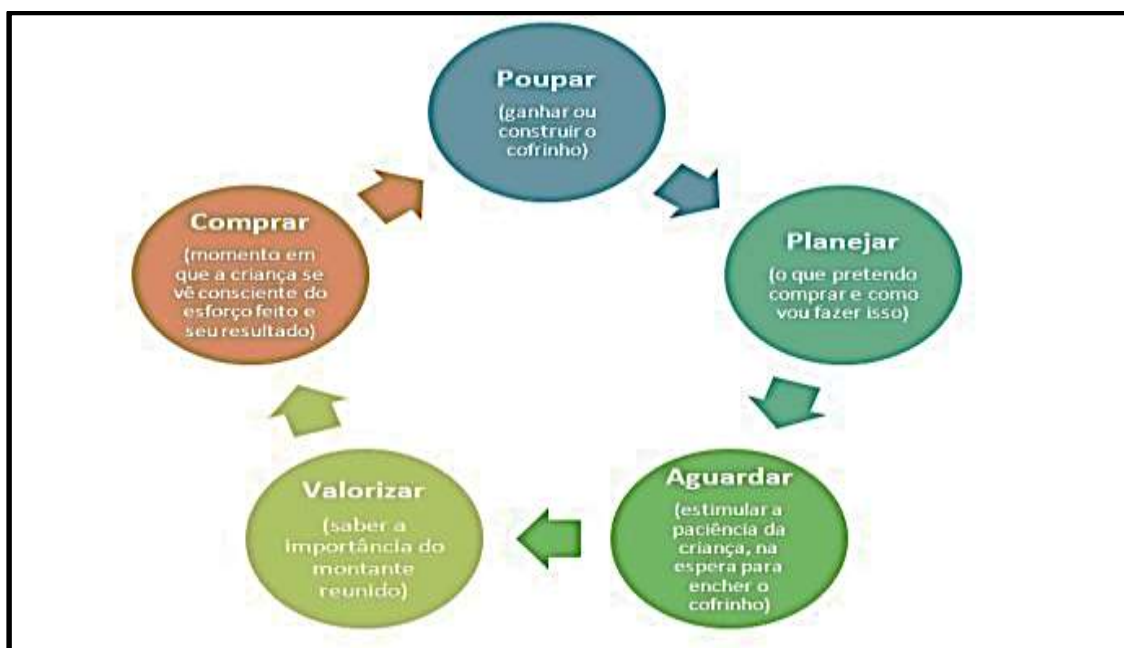 Poupar
(ganhar ou
construir o
cofrinho)
Planejar
(o que pretendo
comprar e como
vou fazer isso)
Aguardar
(estimular a
paciência da
criança, na
espera para
encher o
cofrinho)
Valorizar
(saber a
importância do
montante
reunido)
Comprar
(momento em
que a criança se
vê consciente do
esforço feito e
seu resultado)